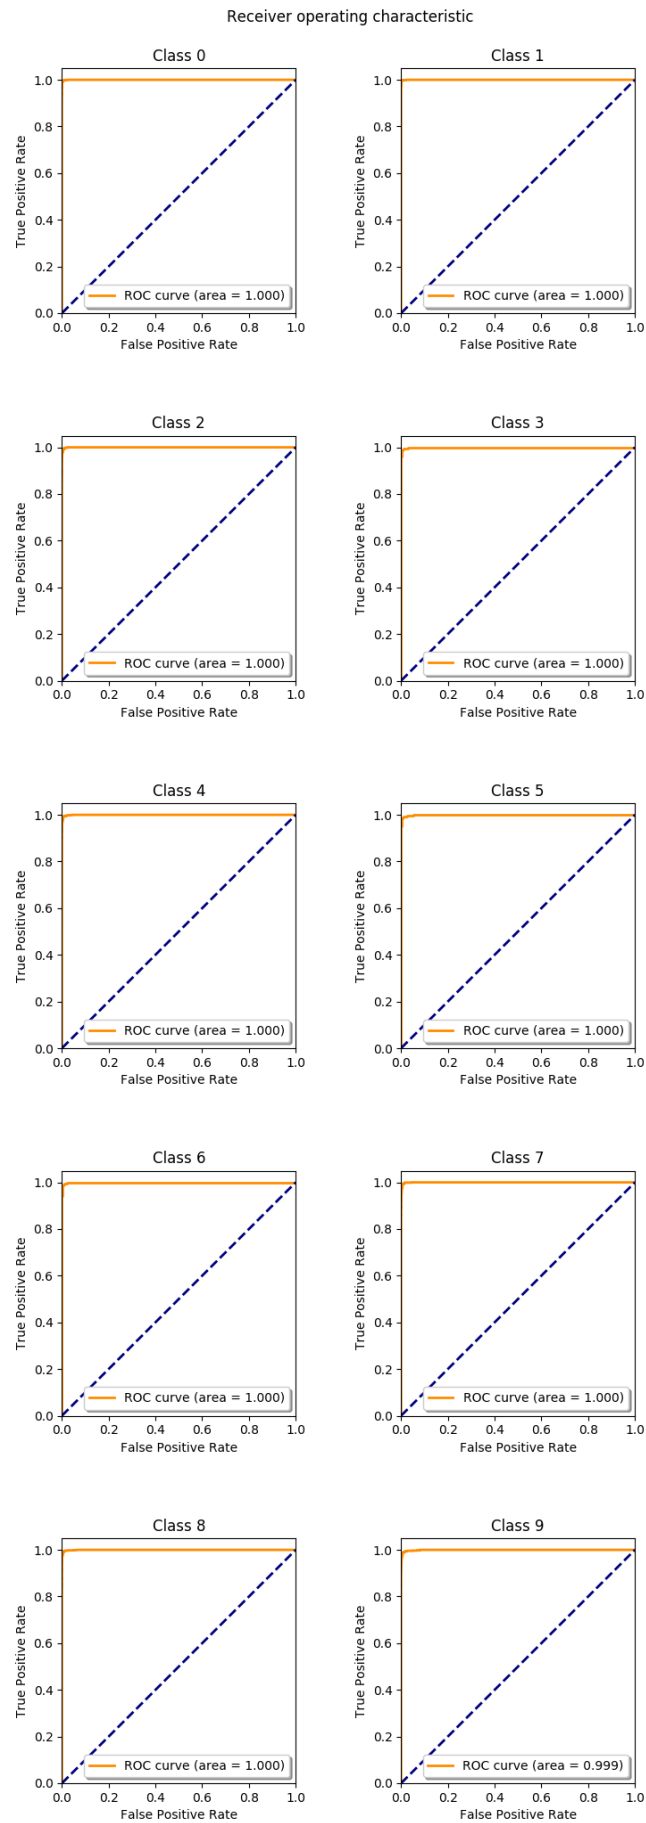 Receiver operating characteristic
Class 0
1.0
0.8
0.6
0.4
0.2
0.0
True Positive Rate
ROC curve (area = 1.000)
0.0 0.2 0.4 0.6 0.8 1.0
False Positive Rate
Class 1
1.0
0.8
0.6
0.4
0.2
0.0
True Positive Rate
ROC curve (area = 1.000)
0.0 0.2 0.4 0.6 0.8 1.0
False Positive Rate
Class 2
1.0
0.8
0.6
0.4
0.2
0.0
True Positive Rate
ROC curve (area = 1.000)
0.0 0.2 0.4 0.6 0.8 1.0
False Positive Rate
Class 3
1.0
0.8
0.6
0.4
0.2
0.0
True Positive Rate
ROC curve (area = 1.000)
0.0 0.2 0.4 0.6 0.8 1.0
False Positive Rate
Class 4
1.0
0.8
0.6
0.4
0.2
0.0
True Positive Rate
ROC curve (area = 1.000)
0.0 0.2 0.4 0.6 0.8 1.0
False Positive Rate
Class 5
1.0
0.8
0.6
0.4
0.2
0.0
True Positive Rate
ROC curve (area = 1.000)
0.0 0.2 0.4 0.6 0.8 1.0
False Positive Rate
Class 6
1.0
0.8
0.6
0.4
0.2
0.0
True Positive Rate
ROC curve (area = 1.000)
0.0 0.2 0.4 0.6 0.8 1.0
False Positive Rate
Class 7
1.0
0.8
0.6
0.4
0.2
0.0
True Positive Rate
ROC curve (area = 1.000)
0.0 0.2 0.4 0.6 0.8 1.0
False Positive Rate
Class 8
1.0
0.8
0.6
0.4
0.2
0.0
True Positive Rate
ROC curve (area = 1.000)
0.0 0.2 0.4 0.6 0.8 1.0
False Positive Rate
Class 9
1.0
0.8
0.6
0.4
0.2
0.0
True Positive Rate
ROC curve (area = 0.999)
0.0 0.2 0.4 0.6 0.8 1.0
False Positive Rate